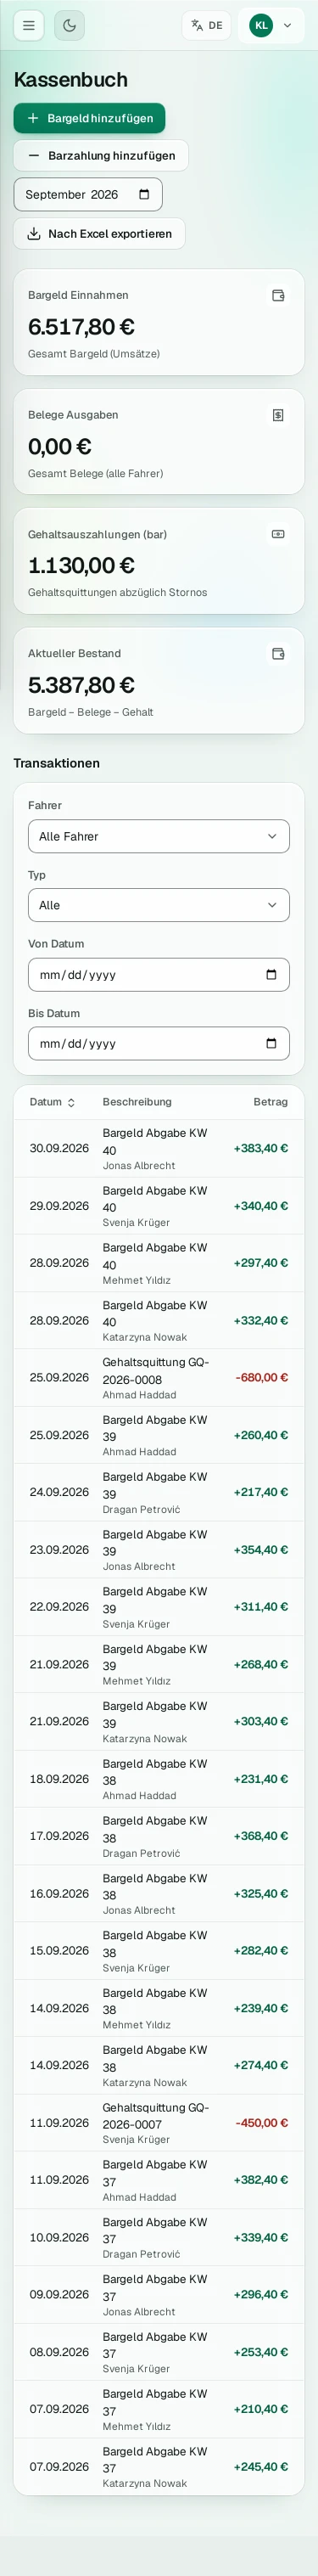 DE
KL
Kassenbuch
Bargeld hinzufügen
Barzahlung hinzufügen
September 2026
Nach Excel exportieren
Bargeld Einnahmen
6.517,80 €
Gesamt Bargeld (Umsätze)
Belege Ausgaben
0,00 €
Gesamt Belege (alle Fahrer)
Gehaltsauszahlungen (bar)
1.130,00 €
Gehaltsquittungen abzüglich Stornos
Aktueller Bestand
5.387,80 €
Bargeld – Belege – Gehalt
Transaktionen
Fahrer
Alle Fahrer
Typ
Alle
Von Datum
mm/dd/yyyy
Bis Datum
mm/dd/yyyy
Datum Beschreibung Betrag
Bargeld Abgabe KW
30.09.2026 40 +383,40 €
Jonas Albrecht
Bargeld Abgabe KW
29.09.2026 40 +340,40 €
Svenja Krüger
Bargeld Abgabe KW
28.09.2026 40 +297,40 €
Mehmet Yıldız
Bargeld Abgabe KW
28.09.2026 40 +332,40 €
Katarzyna Nowak
Gehaltsquittung GQ-
25.09.2026 2026-0008 -680,00 €
Ahmad Haddad
Bargeld Abgabe KW
25.09.2026 39 +260,40 €
Ahmad Haddad
Bargeld Abgabe KW
24.09.2026 39 +217,40 €
Dragan Petrović
Bargeld Abgabe KW
23.09.2026 39 +354,40 €
Jonas Albrecht
Bargeld Abgabe KW
22.09.2026 39 +311,40 €
Svenja Krüger
Bargeld Abgabe KW
21.09.2026 39 +268,40 €
Mehmet Yıldız
Bargeld Abgabe KW
21.09.2026 39 +303,40 €
Katarzyna Nowak
Bargeld Abgabe KW
18.09.2026 38 +231,40 €
Ahmad Haddad
Bargeld Abgabe KW
17.09.2026 38 +368,40 €
Dragan Petrović
Bargeld Abgabe KW
16.09.2026 38 +325,40 €
Jonas Albrecht
Bargeld Abgabe KW
15.09.2026 38 +282,40 €
Svenja Krüger
Bargeld Abgabe KW
14.09.2026 38 +239,40 €
Mehmet Yıldız
Bargeld Abgabe KW
14.09.2026 38 +274,40 €
Katarzyna Nowak
Gehaltsquittung GQ-
11.09.2026 2026-0007 -450,00 €
Svenja Krüger
Bargeld Abgabe KW
11.09.2026 37 +382,40 €
Ahmad Haddad
Bargeld Abgabe KW
10.09.2026 37 +339,40 €
Dragan Petrović
Bargeld Abgabe KW
09.09.2026 37 +296,40 €
Jonas Albrecht
Bargeld Abgabe KW
08.09.2026 37 +253,40 €
Svenja Krüger
Bargeld Abgabe KW
07.09.2026 37 +210,40 €
Mehmet Yıldız
Bargeld Abgabe KW
07.09.2026 37 +245,40 €
Katarzyna Nowak